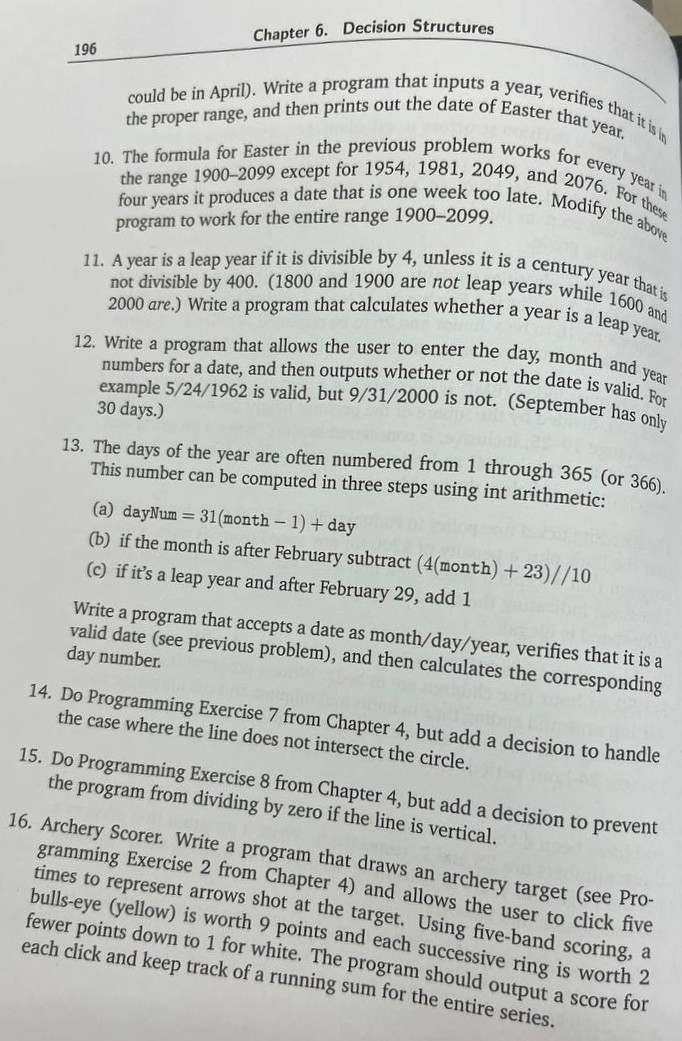 196
Chapter 6. Decision Structures
could be in April). Write a program that inputs a year, verifies that it is in
the proper range, and then prints out the date of Easter that year.
10. The formula for Easter in the previous problem works for every year in
the range 1900–2099 except for 1954, 1981, 2049, and 2076. For these
four years it produces a date that is one week too late. Modify the above
program to work for the entire range 1900–2099.
11. A year is a leap year if it is divisible by 4, unless it is a century year that is
not divisible by 400. (1800 and 1900 are not leap years while 1600 and
2000 are.) Write a program that calculates whether a year is a leap year.
12. Write a program that allows the user to enter the day, month and year
numbers for a date, and then outputs whether or not the date is valid. For
example 5/24/1962 is valid, but 9/31/2000 is not. (September has only
30 days.)
13. The days of the year are often numbered from 1 through 365 (or 366).
This number can be computed in three steps using int arithmetic:
(a) dayNum = 31(month − 1) + day
(b) if the month is after February subtract (4(month) + 23)//10
(c) if it's a leap year and after February 29, add 1
Write a program that accepts a date as month/day/year, verifies that it is a
valid date (see previous problem), and then calculates the corresponding
day number.
14. Do Programming Exercise 7 from Chapter 4, but add a decision to handle
the case where the line does not intersect the circle.
15. Do Programming Exercise 8 from Chapter 4, but add a decision to prevent
the program from dividing by zero if the line is vertical.
16. Archery Scorer. Write a program that draws an archery target (see Pro-
gramming Exercise 2 from Chapter 4) and allows the user to click five
times to represent arrows shot at the target. Using five-band scoring, a
bulls-eye (yellow) is worth 9 points and each successive ring is worth 2
fewer points down to 1 for white. The program should output a score for
each click and keep track of a running sum for the entire series.